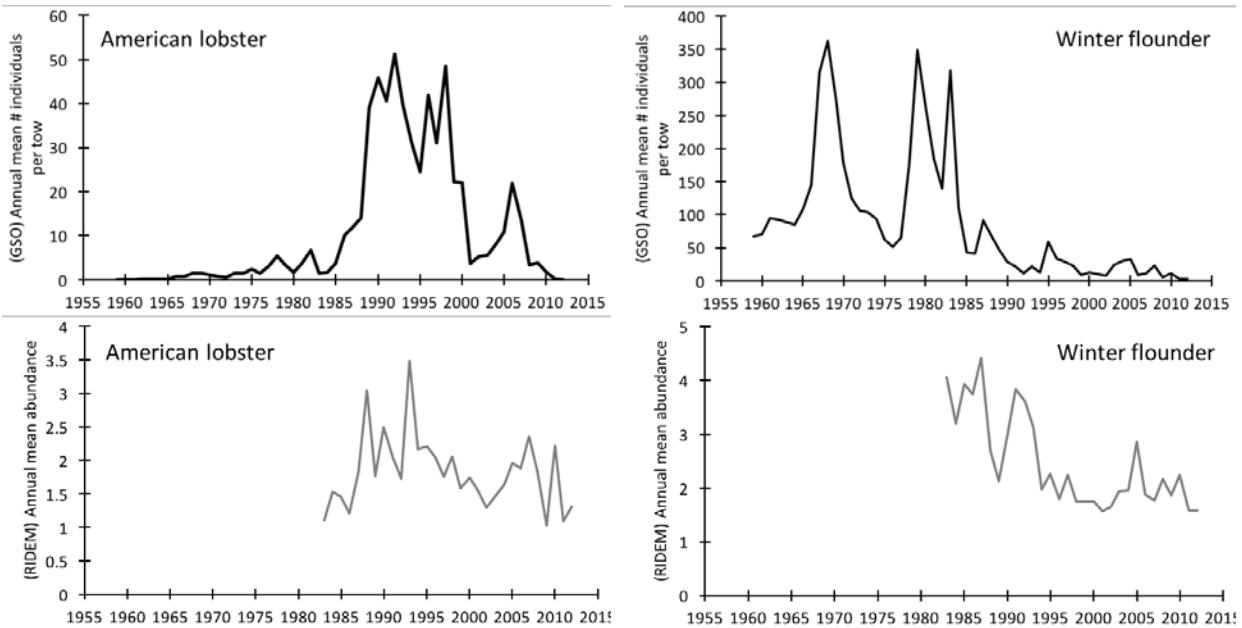 American lobster
(GSO) Annual mean # individuals
per tow
60
50
40
30
20
10
0
1955 1960 1965 1970 1975 1980 1985 1990 1995 2000 2005 2010 2015
Winter flounder
(GSO) Annual mean # individuals
per tow
400
350
300
250
200
150
100
50
0
1955 1960 1965 1970 1975 1980 1985 1990 1995 2000 2005 2010 2015
American lobster
(RIDEM) Annual mean abundance
4
3.5
3
2.5
2
1.5
1
0.5
0
1955 1960 1965 1970 1975 1980 1985 1990 1995 2000 2005 2010 2015
Winter flounder
(RIDEM) Annual mean abundance
5
4
3
2
1
0
1955 1960 1965 1970 1975 1980 1985 1990 1995 2000 2005 2010 2015